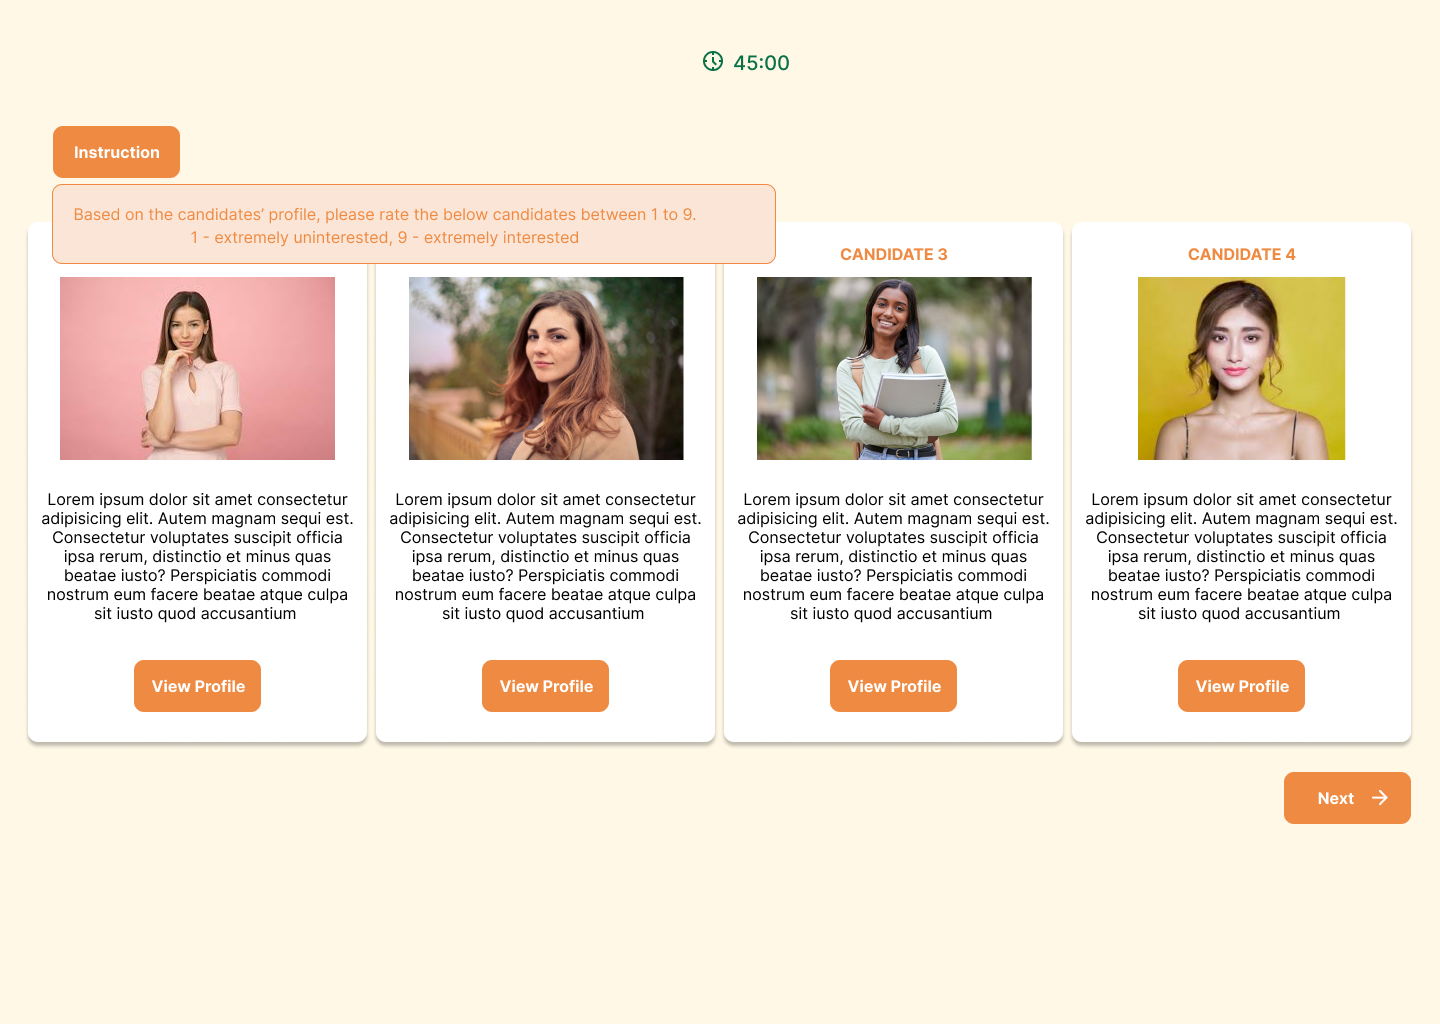 45:00
Instruction
Based on the candidates’ profile, please rate the below candidates between 1 to 9.
1 - extremely uninterested, 9 - extremely interested
CANDIDATE 3
CANDIDATE 4
Lorem ipsum dolor sit amet consectetur
adipisicing elit. Autem magnam sequi est.
Consectetur voluptates suscipit officia
ipsa rerum, distinctio et minus quas
beatae iusto? Perspiciatis commodi
nostrum eum facere beatae atque culpa
sit iusto quod accusantium
Lorem ipsum dolor sit amet consectetur
adipisicing elit. Autem magnam sequi est.
Consectetur voluptates suscipit officia
ipsa rerum, distinctio et minus quas
beatae iusto? Perspiciatis commodi
nostrum eum facere beatae atque culpa
sit iusto quod accusantium
Lorem ipsum dolor sit amet consectetur
adipisicing elit. Autem magnam sequi est.
Consectetur voluptates suscipit officia
ipsa rerum, distinctio et minus quas
beatae iusto? Perspiciatis commodi
nostrum eum facere beatae atque culpa
sit iusto quod accusantium
Lorem ipsum dolor sit amet consectetur
adipisicing elit. Autem magnam sequi est.
Consectetur voluptates suscipit officia
ipsa rerum, distinctio et minus quas
beatae iusto? Perspiciatis commodi
nostrum eum facere beatae atque culpa
sit iusto quod accusantium
View Profile
View Profile
View Profile
View Profile
Next